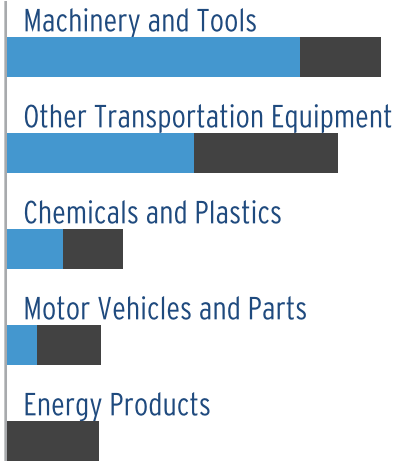 Machinery and Tools
Other Transportation Equipment
Chemicals and Plastics
Motor Vehicles and Parts
Energy Products